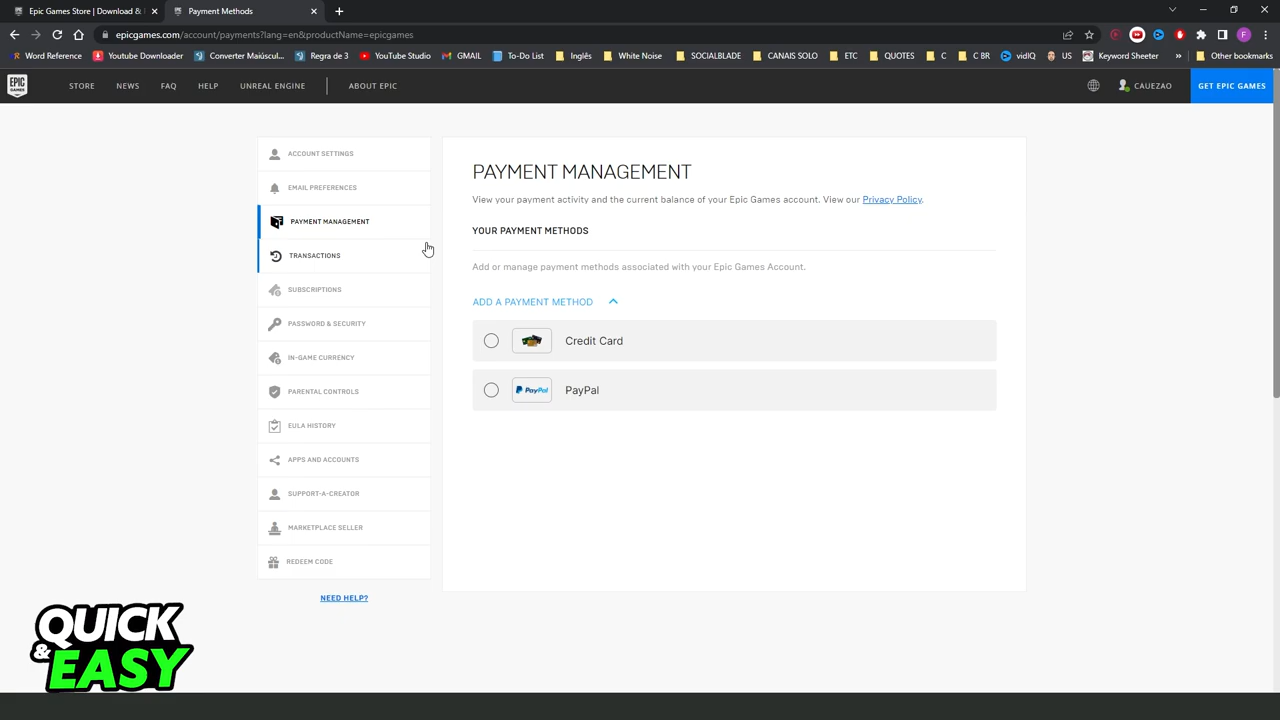 Epic Games Store | Download &
Payment Methods
epicgames.com/account/payments?lang=en&productName=epicgames
Word Reference
Youtube Downloader
Converter Maiúscul...
Regra de 3
YouTube Studio
GMAIL
To-Do List
Inglês
White Noise
SOCIALBLADE
CANAIS SOLO
ETC
QUOTES
C
C BR
vidIQ
US
Keyword Sheeter
»
Other bookmarks
EPIC GAMES
STORE
NEWS
FAQ
HELP
UNREAL ENGINE
ABOUT EPIC
CAUEZAO
GET EPIC GAMES
ACCOUNT SETTINGS
EMAIL PREFERENCES
PAYMENT MANAGEMENT
TRANSACTIONS
SUBSCRIPTIONS
PASSWORD & SECURITY
IN-GAME CURRENCY
PARENTAL CONTROLS
EULA HISTORY
APPS AND ACCOUNTS
SUPPORT-A-CREATOR
MARKETPLACE SELLER
REDEEM CODE
NEED HELP?
PAYMENT MANAGEMENT
View your payment activity and the current balance of your Epic Games account. View our Privacy Policy.
YOUR PAYMENT METHODS
Add or manage payment methods associated with your Epic Games Account.
ADD A PAYMENT METHOD
Credit Card
PayPal PayPal
QUICK
& EASY